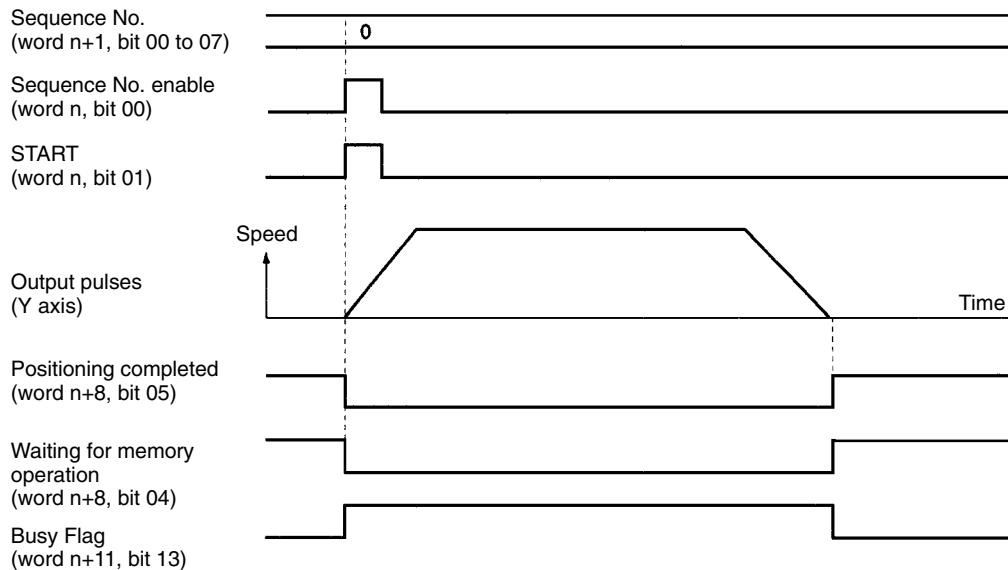 Sequence No.
(word n+1, bit 00 to 07)
0
Sequence No. enable
(word n, bit 00)
START
(word n, bit 01)
Speed
Output pulses
(Y axis)
Time
Positioning completed
(word n+8, bit 05)
Waiting for memory
operation
(word n+8, bit 04)
Busy Flag
(word n+11, bit 13)